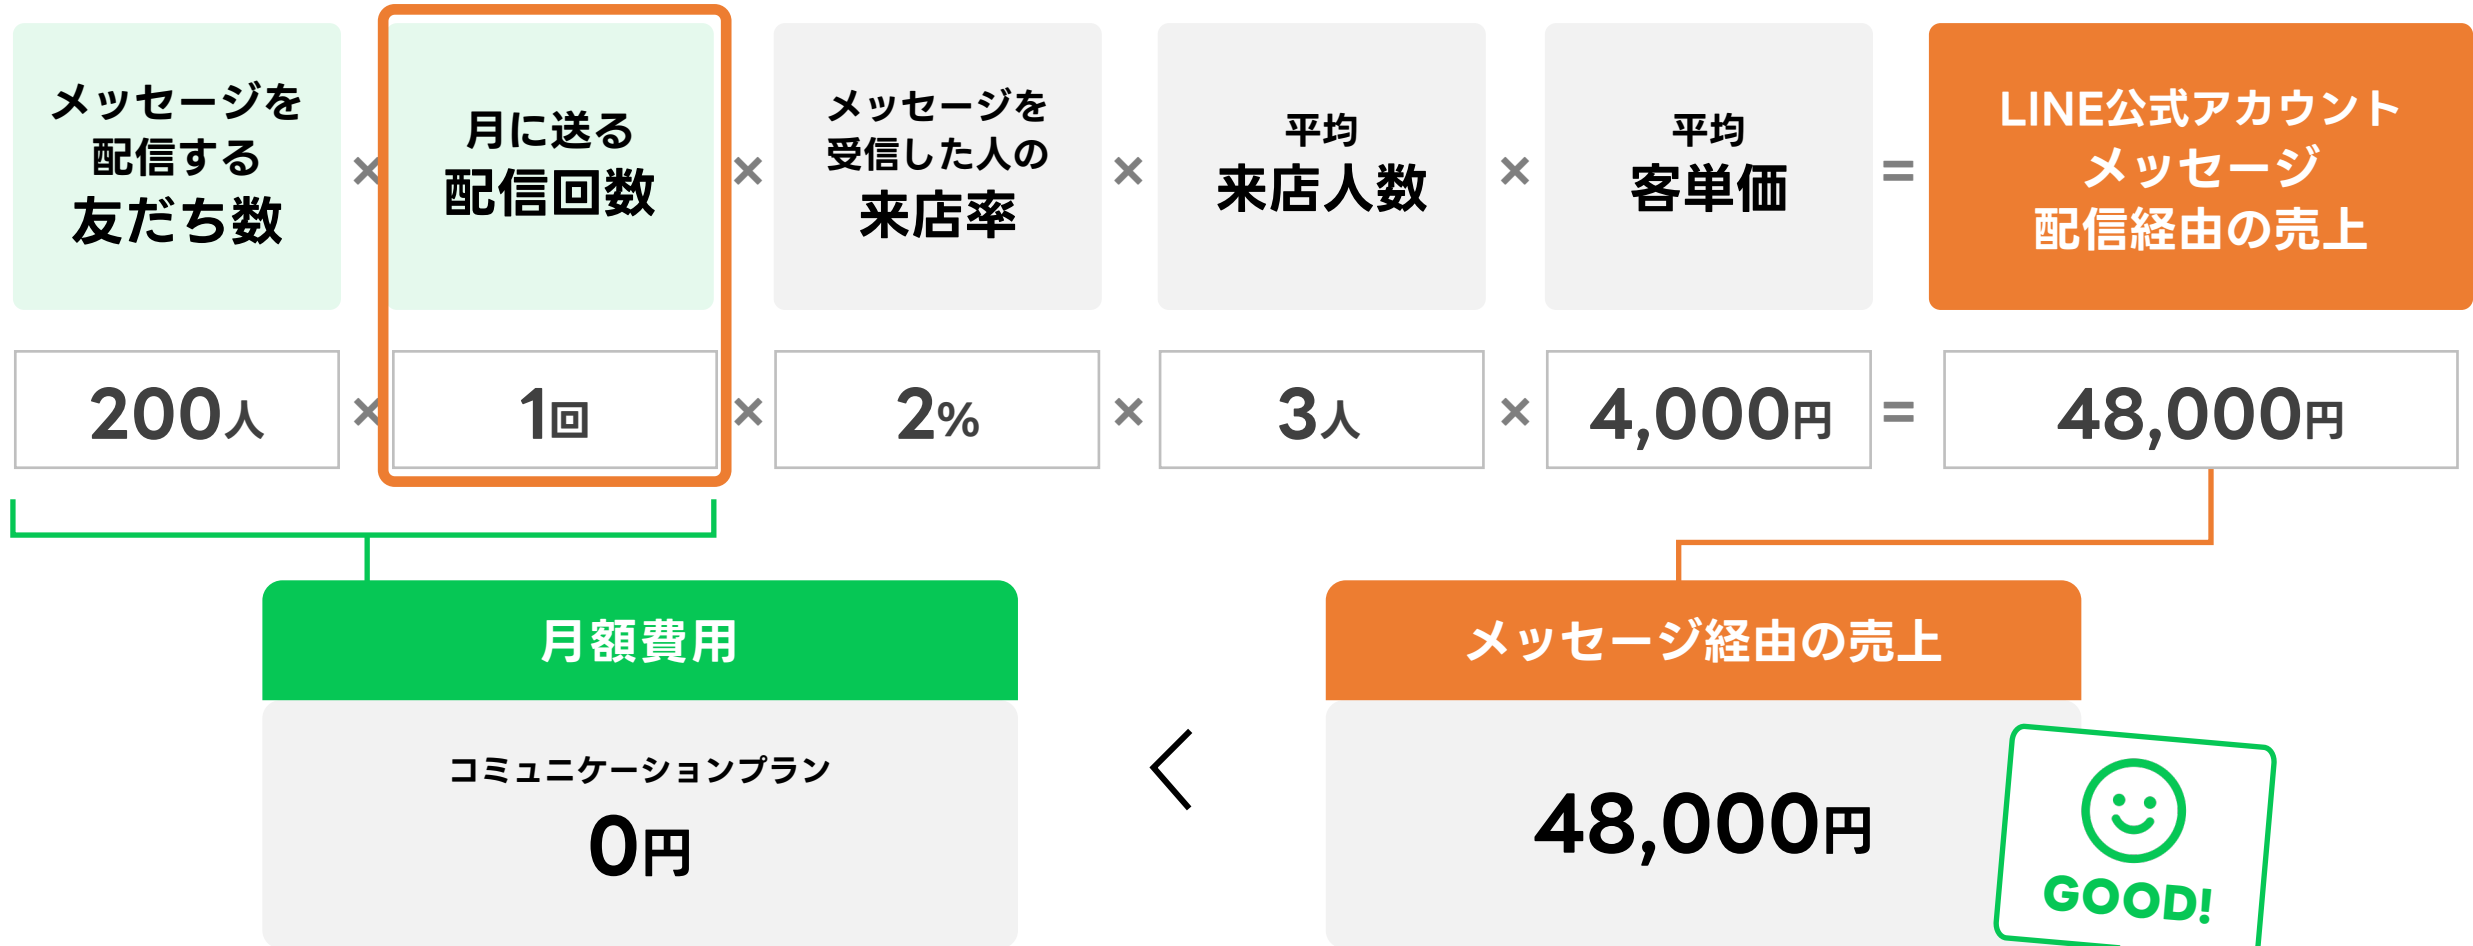 メッセージを
配信する
友だち数
×
月に送る
配信回数
×
メッセージを
受信した人の
来店率
×
平均
来店人数
×
平均
客単価
=
LINE公式アカウント
メッセージ
配信経由の売上
200人 × 1回 × 2% × 3人 × 4,000円 = 48,000円
月額費用
コミュニケーションプラン
0円
<
メッセージ経由の売上
48,000円
GOOD!